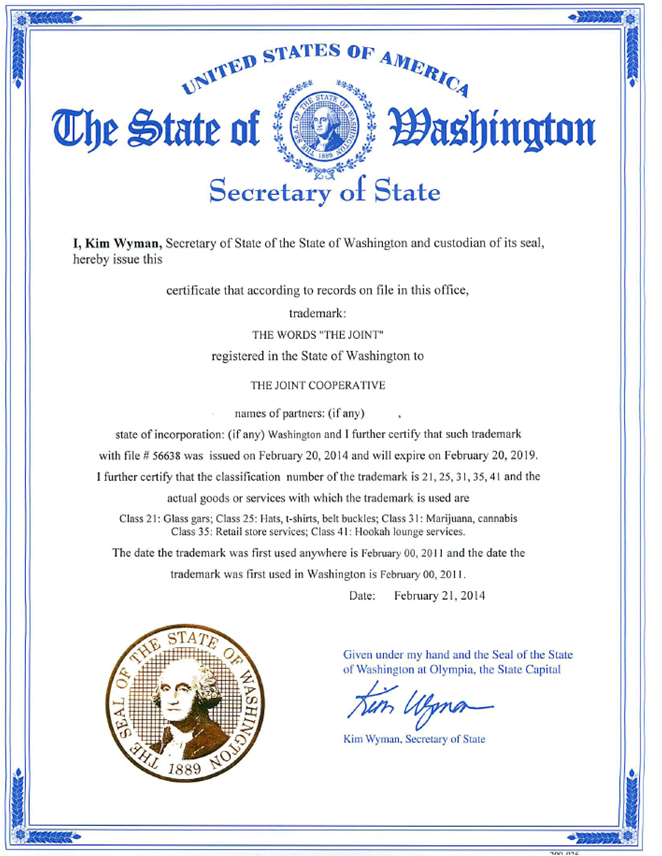 UNITED STATES OF AMERICA
The State of Washington
THE SEAL OF THE STATE OF WASHINGTON
1889
Secretary of State
I, Kim Wyman, Secretary of State of the State of Washington and custodian of its seal,
hereby issue this
certificate that according to records on file in this office,
trademark:
THE WORDS "THE JOINT"
registered in the State of Washington to
THE JOINT COOPERATIVE
names of partners: (if any) ,
state of incorporation: (if any) Washington and I further certify that such trademark
with file # 56638 was issued on February 20, 2014 and will expire on February 20, 2019.
I further certify that the classification number of the trademark is 21, 25, 31, 35, 41 and the
actual goods or services with which the trademark is used are
Class 21: Glass gars; Class 25: Hats, t-shirts, belt buckles; Class 31: Marijuana, cannabis
Class 35: Retail store services; Class 41: Hookah lounge services.
The date the trademark was first used anywhere is February 00, 2011 and the date the
trademark was first used in Washington is February 00, 2011.
Date: February 21, 2014
THE SEAL OF THE STATE OF WASHINGTON
1889
Given under my hand and the Seal of the State
of Washington at Olympia, the State Capital
Kim Wyman
Kim Wyman, Secretary of State